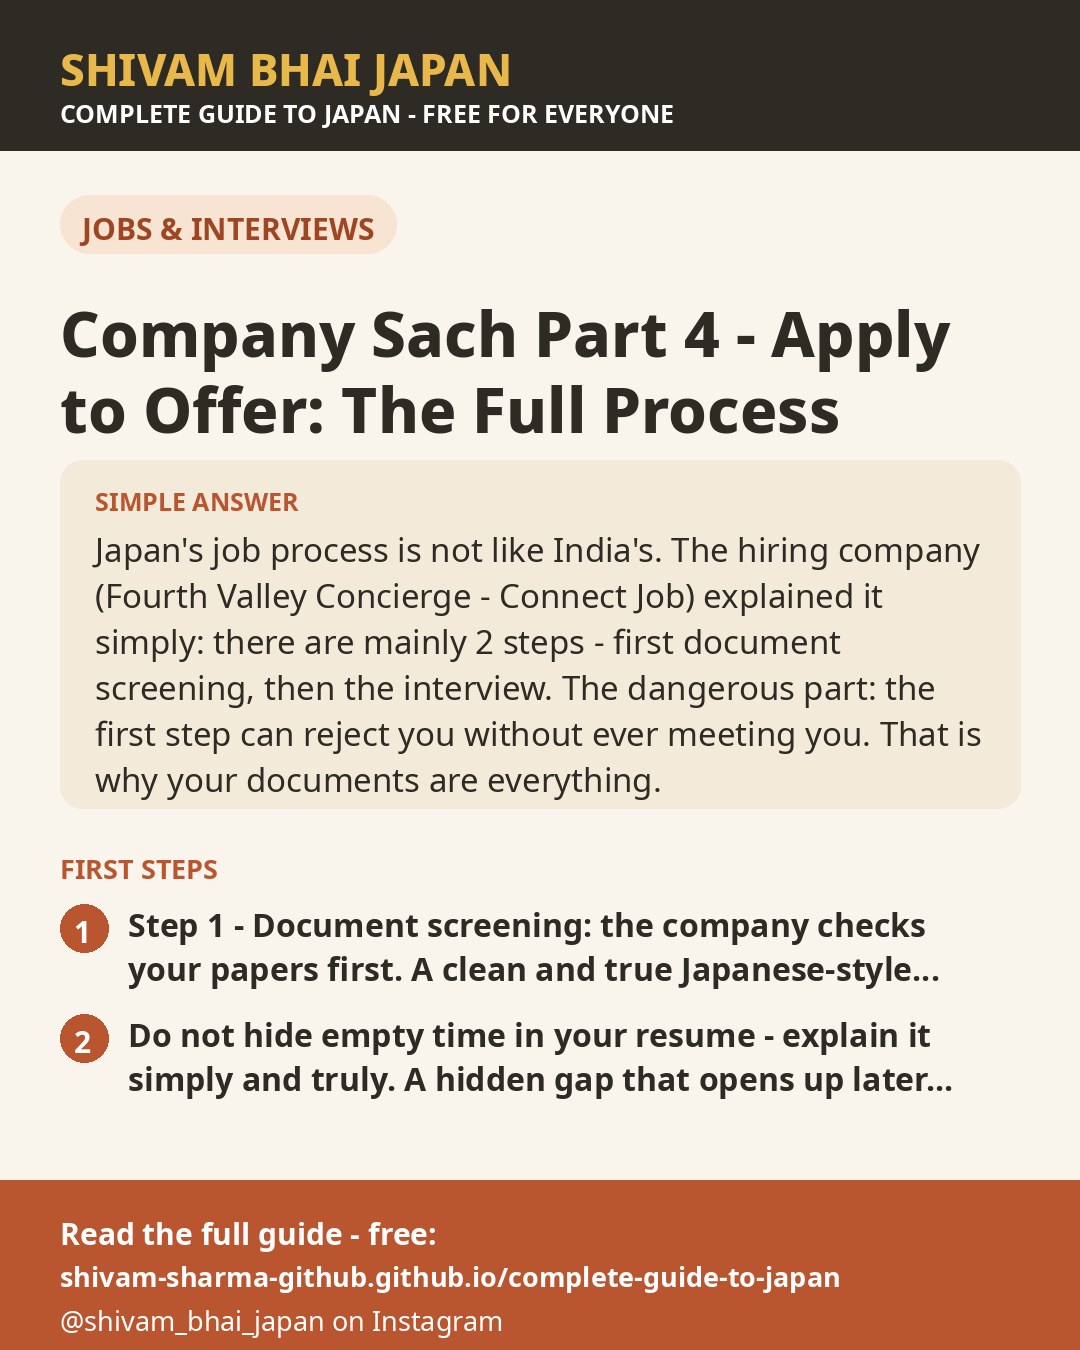 SHIVAM BHAI JAPAN
COMPLETE GUIDE TO JAPAN - FREE FOR EVERYONE
JOBS & INTERVIEWS
Company Sach Part 4 - Apply
to Offer: The Full Process
SIMPLE ANSWER
Japan's job process is not like India's. The hiring company
(Fourth Valley Concierge - Connect Job) explained it
simply: there are mainly 2 steps - first document
screening, then the interview. The dangerous part: the
first step can reject you without ever meeting you. That is
why your documents are everything.
FIRST STEPS
1 Step 1 - Document screening: the company checks
your papers first. A clean and true Japanese-style...
2 Do not hide empty time in your resume - explain it
simply and truly. A hidden gap that opens up later...
Read the full guide - free:
shivam-sharma-github.github.io/complete-guide-to-japan
@shivam_bhai_japan on Instagram